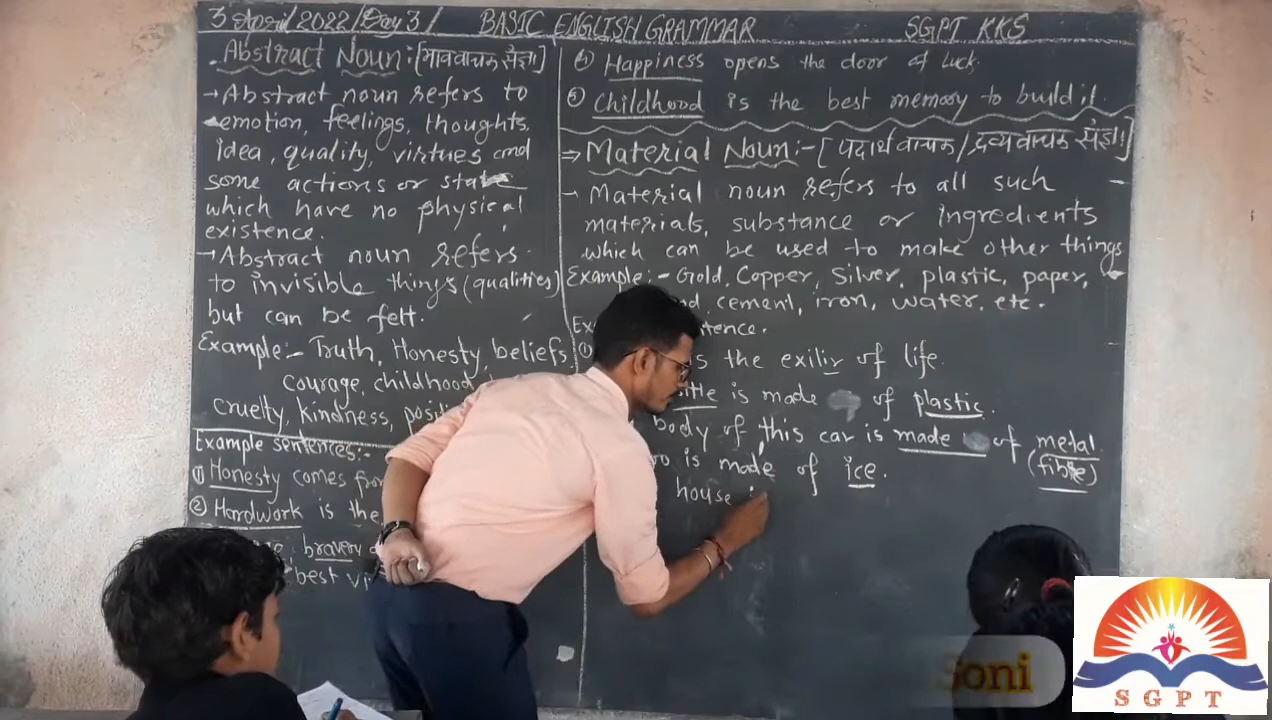 3 April/2022/Day 3/ BASIC ENGLISH GRAMMAR SGPT KKS
Abstract Noun:-[भाववाचक संज्ञा]
→ Abstract noun refers to
emotion, feelings, thoughts,
idea, quality, virtues and
some actions or state
which have no physical
existence.
→ Abstract noun refers
to invisible things (qualities)
but can be felt.
Example:- Truth, Honesty, beliefs,
courage, childhood
cruelty, kindness,
Example sentences:-
① Honesty comes
② Hardwork is the
bravery
best
④ Happiness opens the door of luck.
⑤ Childhood is the best memory to build it.
⇒ Material Noun:- [पदार्थ वाचक/द्रव्यवाचक संज्ञा]
→ Material noun refers to all such
materials, substance or ingredients
which can be used to make other things
Example:- Gold, Copper, Silver, plastic, paper,
cement, iron, water, etc.
①
the exilir of life.
is made of plastic.
body of this car is made of metal
(fibre)
is made of ice.
house
Soni
SGPT